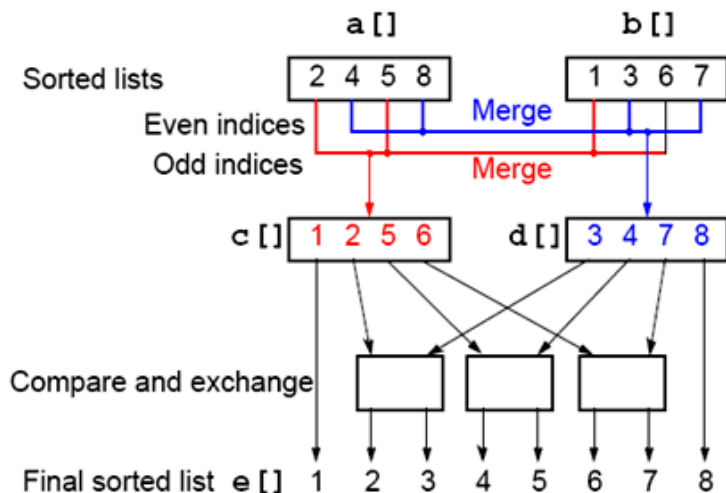 a[] b[]
Sorted lists 2 4 5 8 1 3 6 7
Even indices Merge
Odd indices Merge
c[] 1 2 5 6 d[] 3 4 7 8
Compare and exchange
Final sorted list e[] 1 2 3 4 5 6 7 8